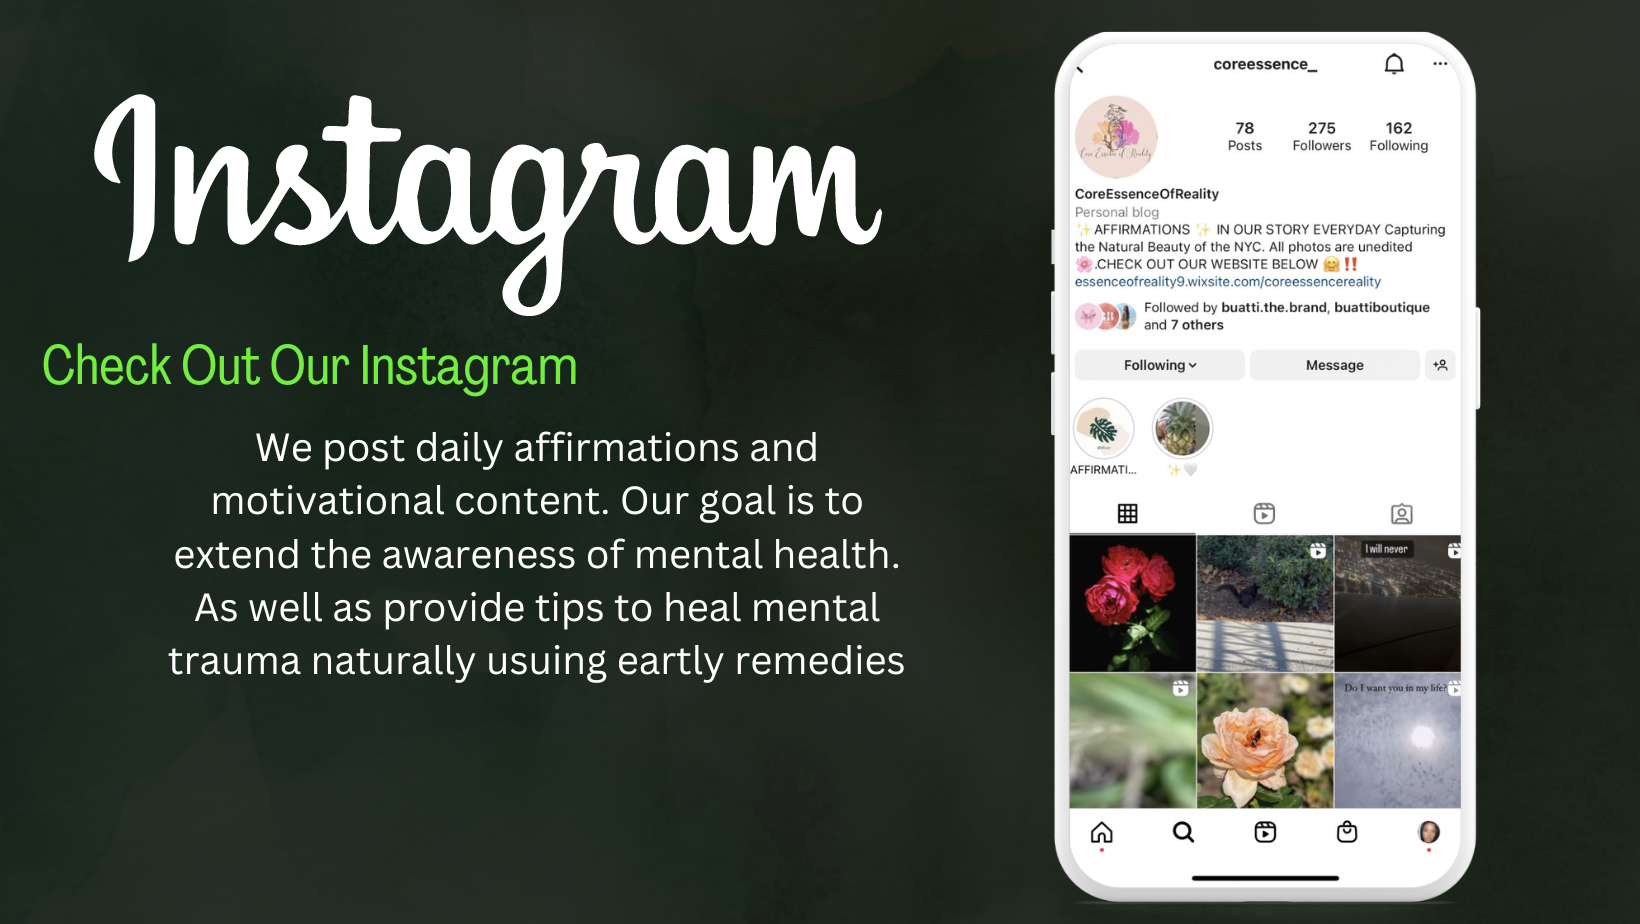 Instagram
Check Out Our Instagram
We post daily affirmations and
motivational content. Our goal is to
extend the awareness of mental health.
As well as provide tips to heal mental
trauma naturally usuing eartly remedies
coreessence_
Core Essence of Reality
78
Posts
275
Followers
162
Following
CoreEssenceOfReality
Personal blog
✨AFFIRMATIONS ✨ IN OUR STORY EVERYDAY Capturing
the Natural Beauty of the NYC. All photos are unedited
🌸.CHECK OUT OUR WEBSITE BELOW 🤗‼️
essenceofreality9.wixsite.com/coreessencereality
Followed by buatti.the.brand, buattiboutique
and 7 others
Following
Message
AFFIRMATI...
✨🤍
I will never
Do I want you in my life?